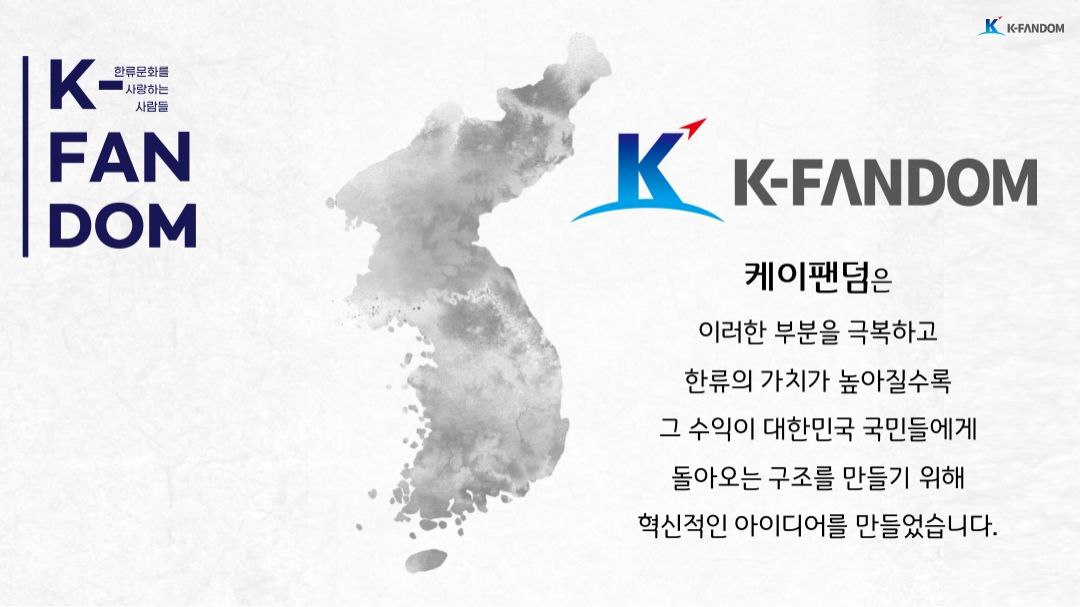 K-FANDOM
K-
한류문화를
사랑하는
사람들
FAN
DOM
K
K-FANDOM
케이팬덤은
이러한 부분을 극복하고
한류의 가치가 높아질수록
그 수익이 대한민국 국민들에게
돌아오는 구조를 만들기 위해
혁신적인 아이디어를 만들었습니다.